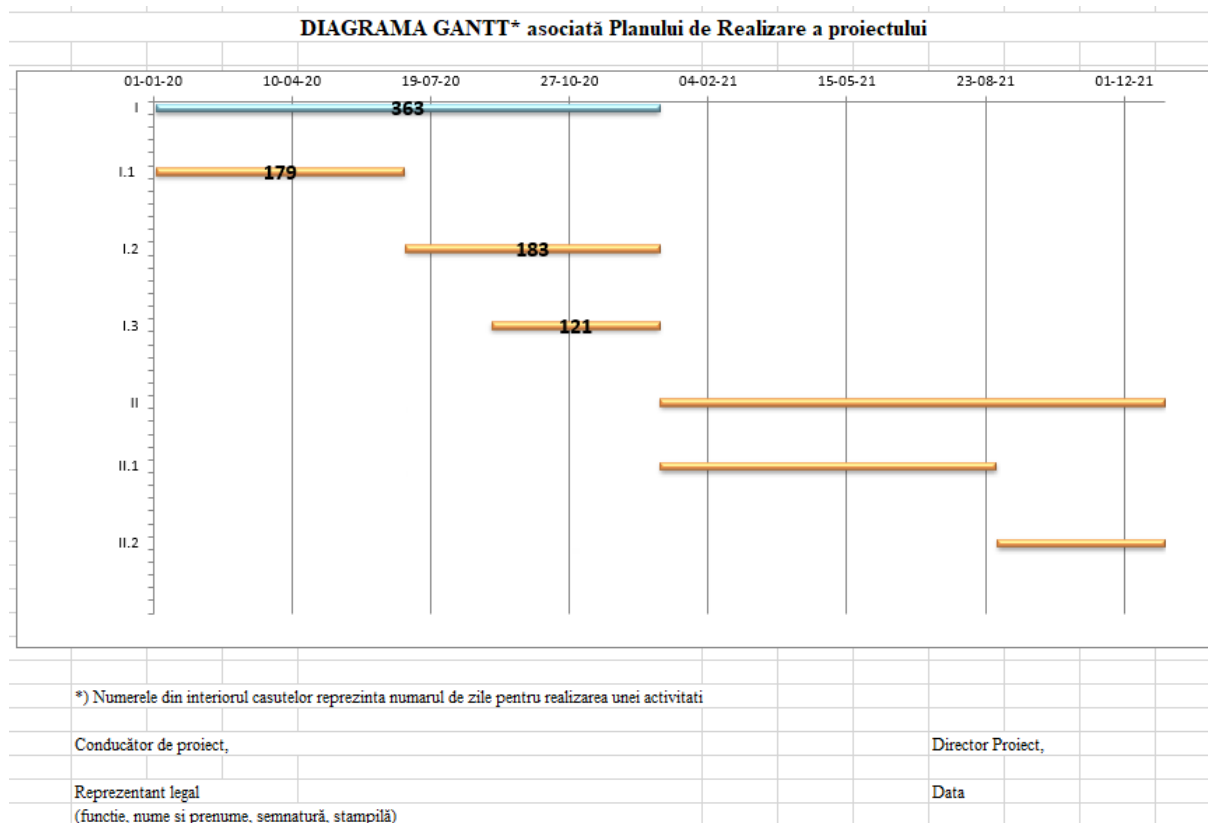 DIAGRAMA GANTT* asociată Planului de Realizare a proiectului
01-01-20 10-04-20 19-07-20 27-10-20 04-02-21 15-05-21 23-08-21 01-12-21
I 363
I.1 179
I.2 183
I.3 121
II
II.1
II.2
*) Numerele din interiorul casutelor reprezinta numarul de zile pentru realizarea unei activitati
Conducător de proiect, Director Proiect,
Reprezentant legal Data
(functie, nume si prenume, semnatură, stampilă)